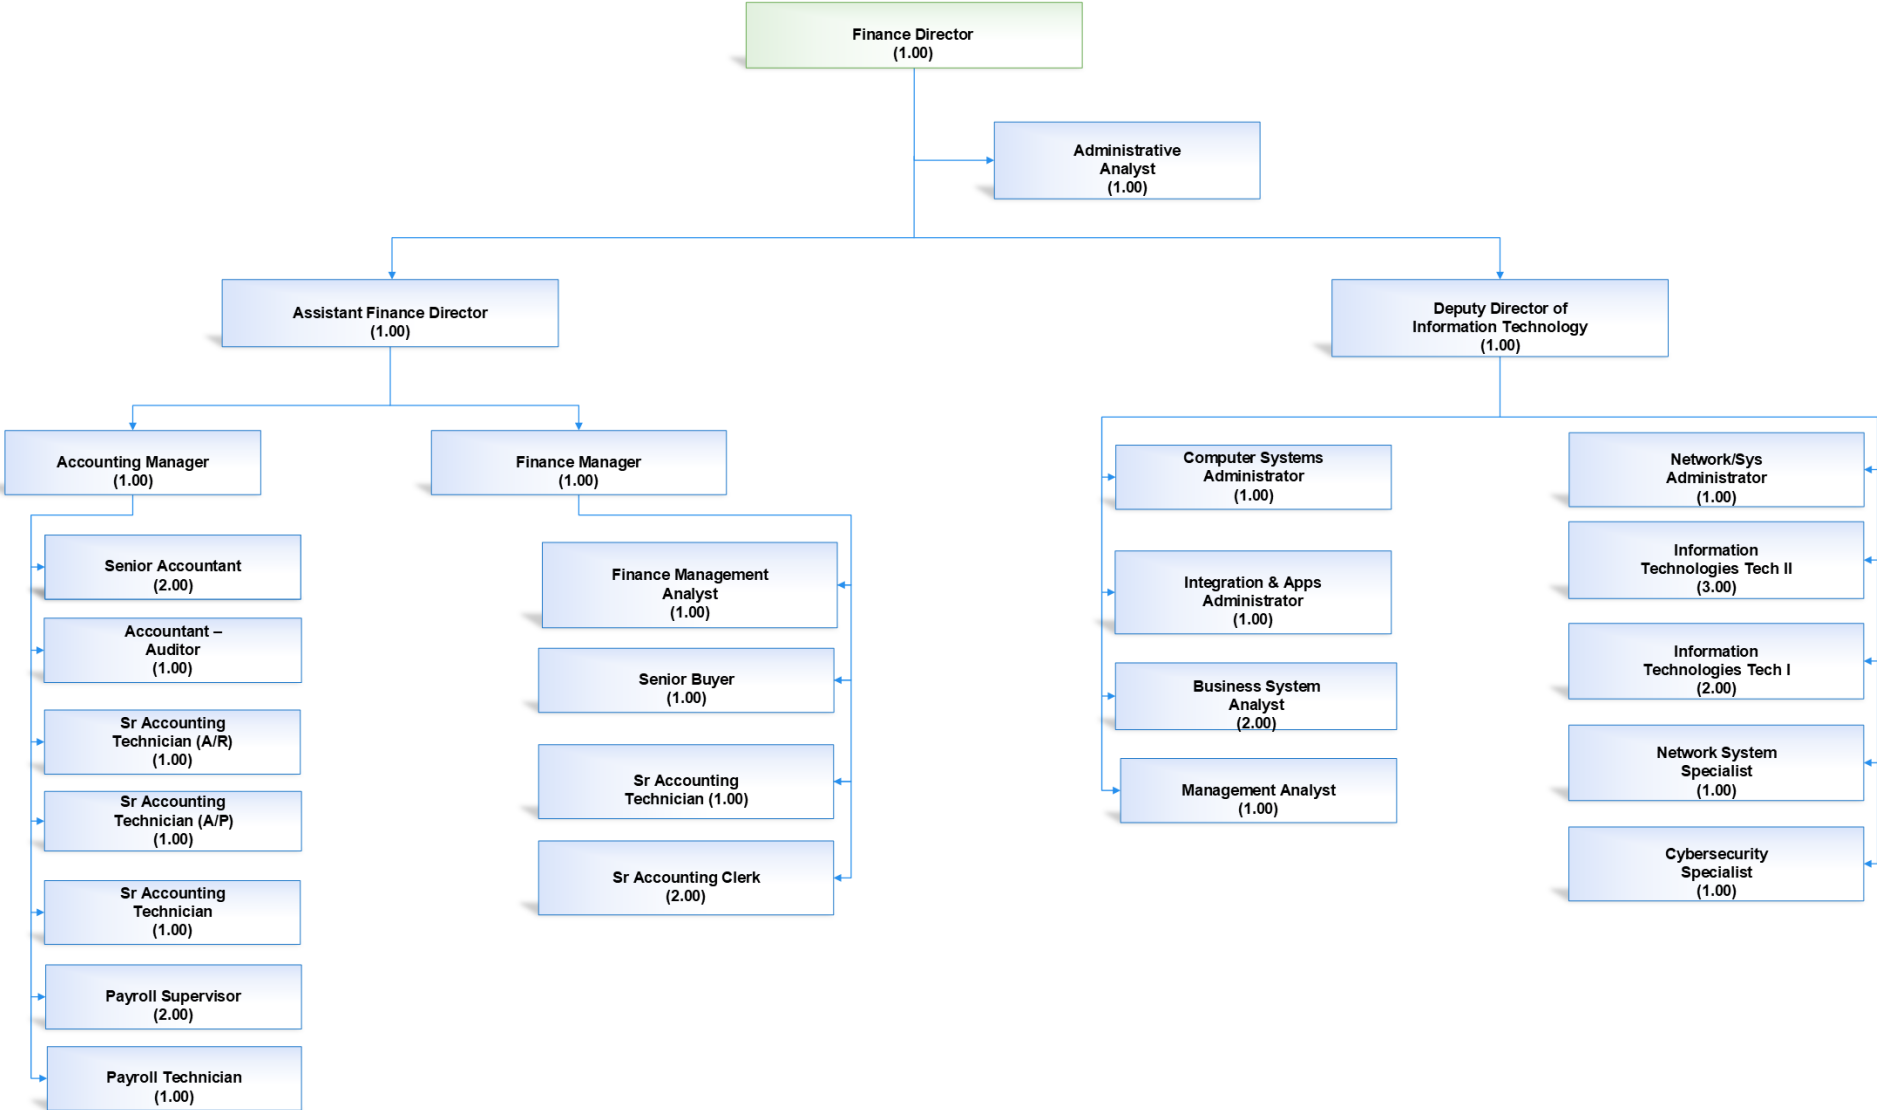 Finance Director
(1.00)
Administrative
Analyst
(1.00)
Assistant Finance Director
(1.00)
Deputy Director of
Information Technology
(1.00)
Accounting Manager
(1.00)
Finance Manager
(1.00)
Senior Accountant
(2.00)
Accountant –
Auditor
(1.00)
Sr Accounting
Technician (A/R)
(1.00)
Sr Accounting
Technician (A/P)
(1.00)
Sr Accounting
Technician
(1.00)
Payroll Supervisor
(2.00)
Payroll Technician
(1.00)
Finance Management
Analyst
(1.00)
Senior Buyer
(1.00)
Sr Accounting
Technician (1.00)
Sr Accounting Clerk
(2.00)
Computer Systems
Administrator
(1.00)
Integration & Apps
Administrator
(1.00)
Business System
Analyst
(2.00)
Management Analyst
(1.00)
Network/Sys
Administrator
(1.00)
Information
Technologies Tech II
(3.00)
Information
Technologies Tech I
(2.00)
Network System
Specialist
(1.00)
Cybersecurity
Specialist
(1.00)